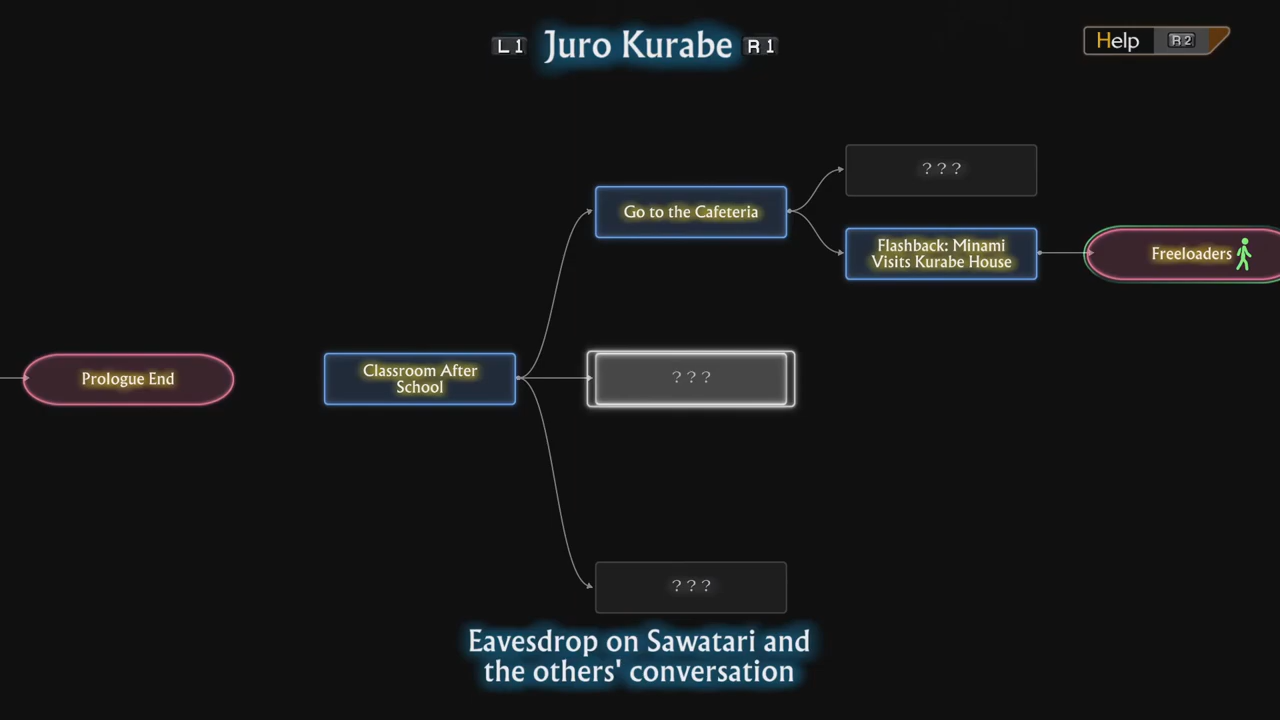 L1 Juro Kurabe R1
Help R2
? ? ?
Go to the Cafeteria
Flashback: Minami
Visits Kurabe House
Freeloaders
Prologue End
Classroom After
School
? ? ?
? ? ?
Eavesdrop on Sawatari and
the others' conversation